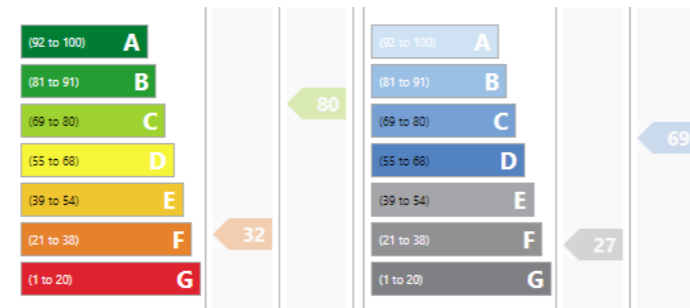 (92 to 100) A
(81 to 91) B
(69 to 80) C
(55 to 68) D
(39 to 54) E
(21 to 38) F
(1 to 20) G
32
80
(92 to 100) A
(81 to 91) B
(69 to 80) C
(55 to 68) D
(39 to 54) E
(21 to 38) F
(1 to 20) G
27
69